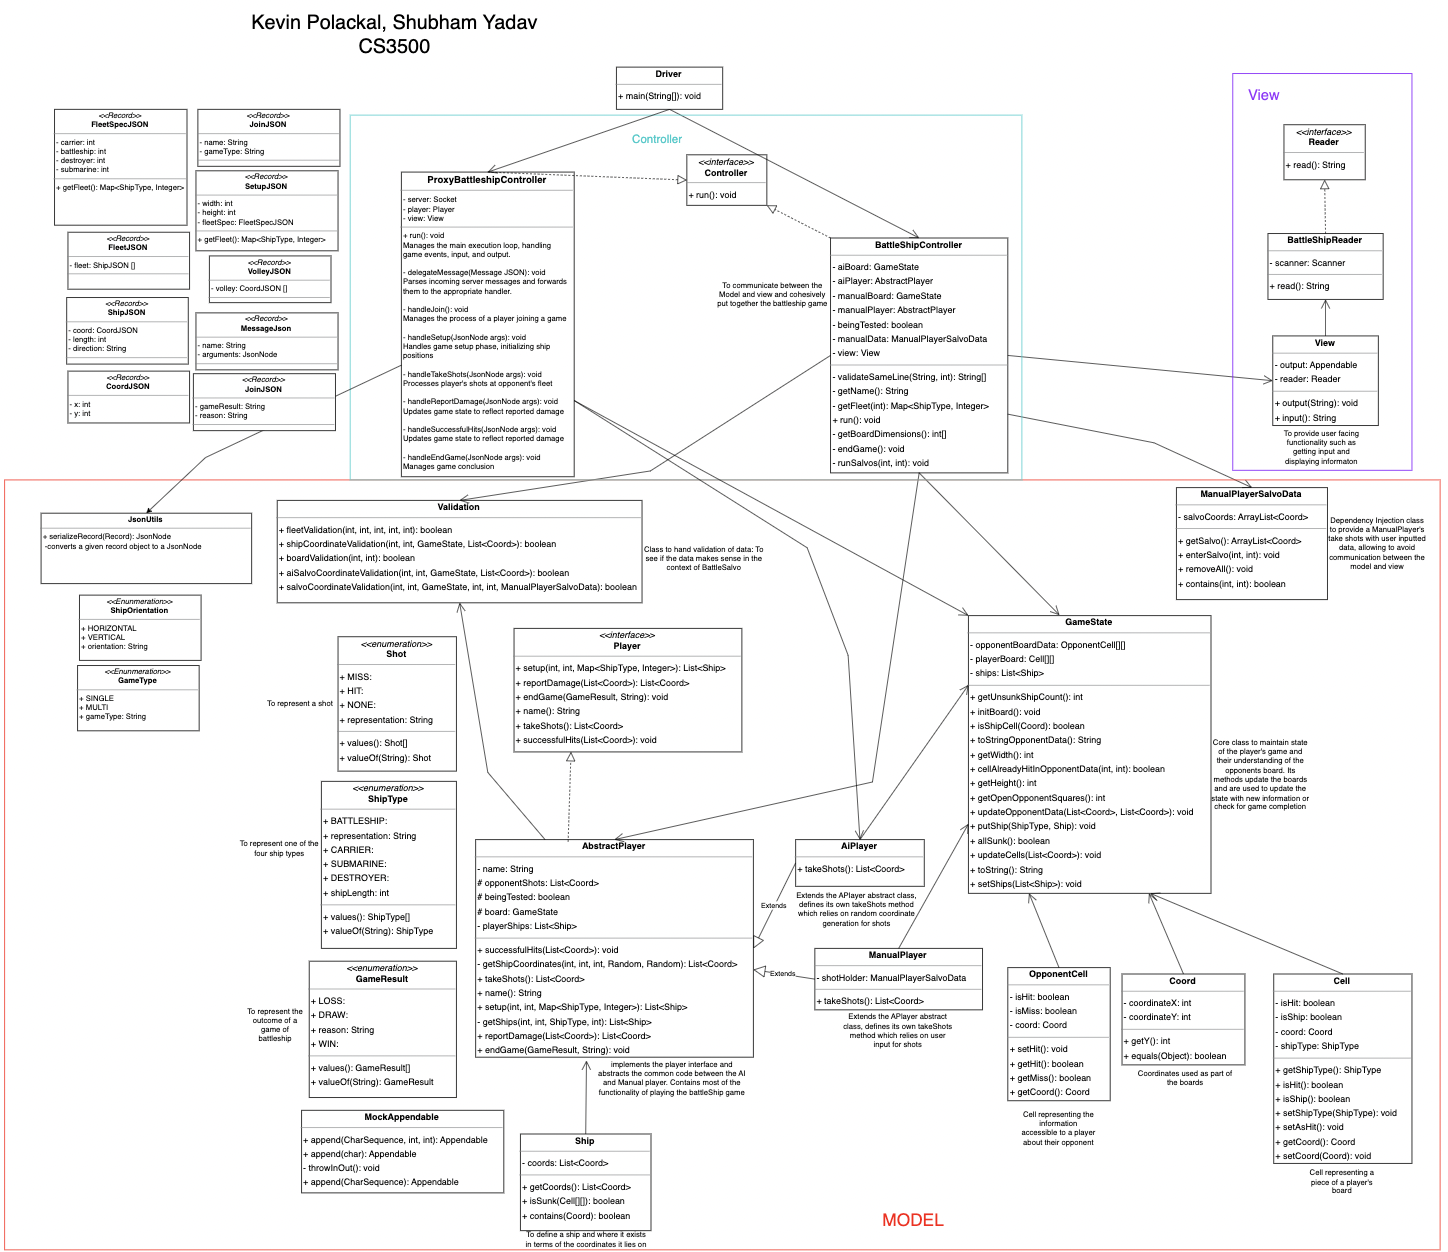 Kevin Polackal, Shubham Yadav
CS3500
Driver
+ main(String[]): void
<<Record>>
FleetSpecJSON
- carrier: int
- battleship: int
- destroyer: int
- submarine: int
+ getFleet(): Map<ShipType, Integer>
<<Record>>
JoinJSON
- name: String
- gameType: String
<<Record>>
SetupJSON
- width: int
- height: int
- fleetSpec: FleetSpecJSON
+ getFleet(): Map<ShipType, Integer>
<<Record>>
FleetJSON
- fleet: ShipJSON []
<<Record>>
VolleyJSON
- volley: CoordJSON []
<<Record>>
ShipJSON
- coord: CoordJSON
- length: int
- direction: String
<<Record>>
MessageJson
- name: String
- arguments: JsonNode
<<Record>>
CoordJSON
- x: int
- y: int
<<Record>>
JoinJSON
- gameResult: String
- reason: String
Controller
ProxyBattleshipController
- server: Socket
- player: Player
- view: View
+ run(): void
Manages the main execution loop, handling
game events, input, and output.
- delegateMessage(Message JSON): void
Parses incoming server messages and forwards
them to the appropriate handler.
- handleJoin(): void
Manages the process of a player joining a game
- handleSetup(JsonNode args): void
Handles game setup phase, initializing ship
positions
- handleTakeShots(JsonNode args): void
Processes player's shots at opponent's fleet
- handleReportDamage(JsonNode args): void
Updates game state to reflect reported damage
- handleSuccessfulHits(JsonNode args): void
Updates game state to reflect reported damage
- handleEndGame(JsonNode args): void
Manages game conclusion
<<interface>>
Controller
+ run(): void
To communicate between the
Model and view and cohesively
put together the battleship game
BattleShipController
- aiBoard: GameState
- aiPlayer: AbstractPlayer
- manualBoard: GameState
- manualPlayer: AbstractPlayer
- beingTested: boolean
- manualData: ManualPlayerSalvoData
- view: View
- validateSameLine(String, int): String[]
- getName(): String
- getFleet(int): Map<ShipType, Integer>
+ run(): void
- getBoardDimensions(): int[]
- endGame(): void
- runSalvos(int, int): void
View
<<interface>>
Reader
+ read(): String
BattleShipReader
- scanner: Scanner
+ read(): String
View
- output: Appendable
- reader: Reader
+ output(String): void
+ input(): String
To provide user facing
functionality such as
getting input and
displaying informaton
JsonUtils
+ serializeRecord(Record): JsonNode
-converts a given record object to a JsonNode
<<Enunmeration>>
ShipOrientation
+ HORIZONTAL
+ VERTICAL
+ orientation: String
<<Enunmeration>>
GameType
+ SINGLE
+ MULTI
+ gameType: String
Validation
+ fleetValidation(int, int, int, int, int): boolean
+ shipCoordinateValidation(int, int, GameState, List<Coord>): boolean
+ boardValidation(int, int): boolean
+ aiSalvoCoordinateValidation(int, int, GameState, List<Coord>): boolean
+ salvoCoordinateValidation(int, int, GameState, int, int, ManualPlayerSalvoData): boolean
Class to hand validation of data: To
see if the data makes sense in the
context of BattleSalvo
ManualPlayerSalvoData
- salvoCoords: ArrayList<Coord>
+ getSalvo(): ArrayList<Coord>
+ enterSalvo(int, int): void
+ removeAll(): void
+ contains(int, int): boolean
Dependency Injection class
to provide a ManualPlayer's
take shots with user inputted
data, allowing to avoid
communication between the
model and view
To represent a shot
<<enumeration>>
Shot
+ MISS:
+ HIT:
+ NONE:
+ representation: String
+ values(): Shot[]
+ valueOf(String): Shot
<<interface>>
Player
+ setup(int, int, Map<ShipType, Integer>): List<Ship>
+ reportDamage(List<Coord>): List<Coord>
+ endGame(GameResult, String): void
+ name(): String
+ takeShots(): List<Coord>
+ successfulHits(List<Coord>): void
GameState
- opponentBoardData: OpponentCell[][]
- playerBoard: Cell[][]
- ships: List<Ship>
+ getUnsunkShipCount(): int
+ initBoard(): void
+ isShipCell(Coord): boolean
+ toStringOpponentData(): String
+ getWidth(): int
+ cellAlreadyHitInOpponentData(int, int): boolean
+ getHeight(): int
+ getOpenOpponentSquares(): int
+ updateOpponentData(List<Coord>, List<Coord>): void
+ putShip(ShipType, Ship): void
+ allSunk(): boolean
+ updateCells(List<Coord>): void
+ toString(): String
+ setShips(List<Ship>): void
Core class to maintain state
of the player's game and
their understanding of the
opponents board. Its
methods update the boards
and are used to update the
state with new information or
check for game completion
To represent one of the
four ship types
<<enumeration>>
ShipType
+ BATTLESHIP:
+ representation: String
+ CARRIER:
+ SUBMARINE:
+ DESTROYER:
+ shipLength: int
+ values(): ShipType[]
+ valueOf(String): ShipType
AbstractPlayer
- name: String
# opponentShots: List<Coord>
# beingTested: boolean
# board: GameState
- playerShips: List<Ship>
+ successfulHits(List<Coord>): void
- getShipCoordinates(int, int, int, Random, Random): List<Coord>
+ takeShots(): List<Coord>
+ name(): String
+ setup(int, int, Map<ShipType, Integer>): List<Ship>
- getShips(int, int, ShipType, int): List<Ship>
+ reportDamage(List<Coord>): List<Coord>
+ endGame(GameResult, String): void
implements the player interface and
abstracts the common code between the AI
and Manual player. Contains most of the
functionality of playing the battleShip game
AiPlayer
+ takeShots(): List<Coord>
Extends the APlayer abstract class,
defines its own takeShots method
which relies on random coordinate
generation for shots
Extends
ManualPlayer
- shotHolder: ManualPlayerSalvoData
+ takeShots(): List<Coord>
Extends
Extends the APlayer abstract
class, defines its own takeShots
method which relies on user
input for shots
To represent the
outcome of a
game of
battleship
<<enumeration>>
GameResult
+ LOSS:
+ DRAW:
+ reason: String
+ WIN:
+ values(): GameResult[]
+ valueOf(String): GameResult
OpponentCell
- isHit: boolean
- isMiss: boolean
- coord: Coord
+ setHit(): void
+ getHit(): boolean
+ getMiss(): boolean
+ getCoord(): Coord
Cell representing the
information
accessible to a player
about their opponent
Coord
- coordinateX: int
- coordinateY: int
+ getY(): int
+ equals(Object): boolean
Coordinates used as part of
the boards
Cell
- isHit: boolean
- isShip: boolean
- coord: Coord
- shipType: ShipType
+ getShipType(): ShipType
+ isHit(): boolean
+ isShip(): boolean
+ setShipType(ShipType): void
+ setAsHit(): void
+ getCoord(): Coord
+ setCoord(Coord): void
Cell representing a
piece of a player's
board
MockAppendable
+ append(CharSequence, int, int): Appendable
+ append(char): Appendable
- throwInOut(): void
+ append(CharSequence): Appendable
Ship
- coords: List<Coord>
+ getCoords(): List<Coord>
+ isSunk(Cell[][]): boolean
+ contains(Coord): boolean
To define a ship and where it exists
in terms of the coordinates it lies on
MODEL